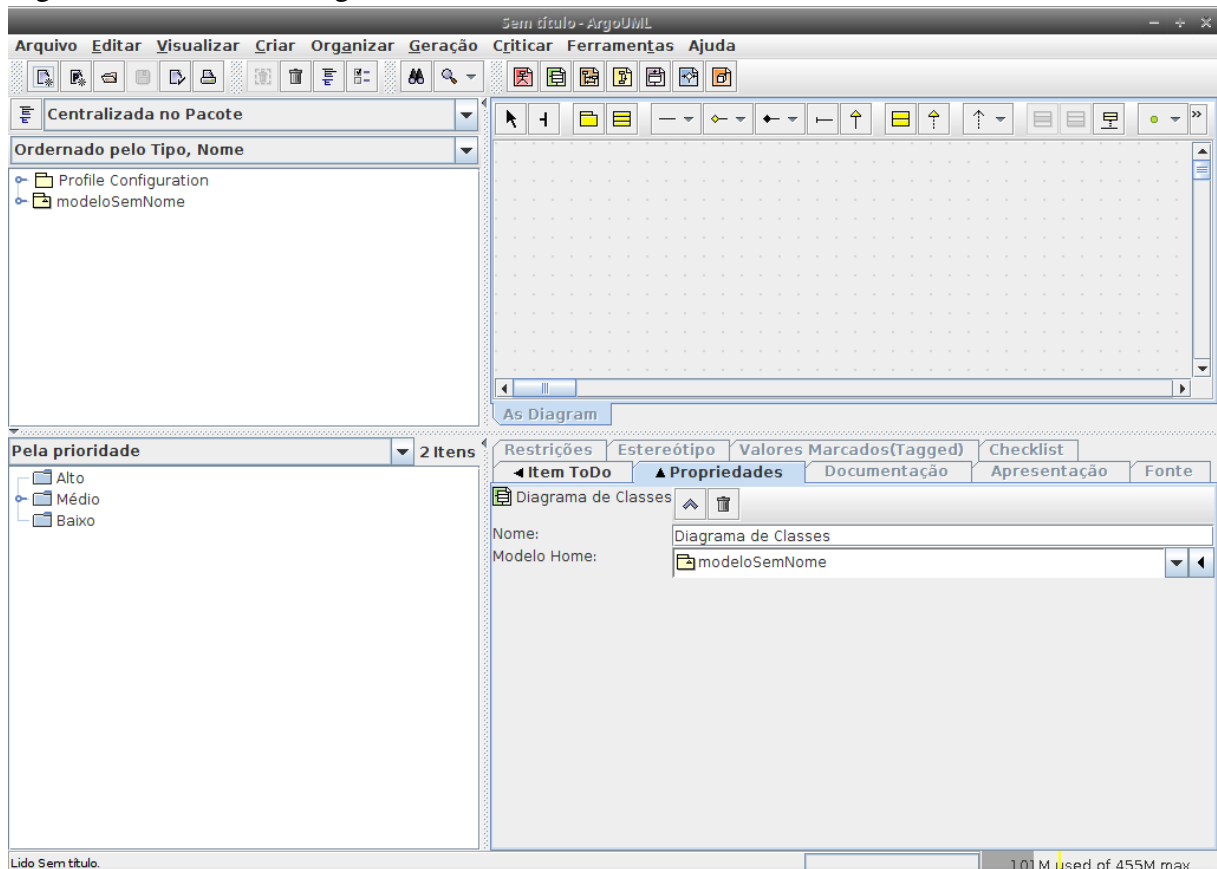 Sem título - ArgoUML
Arquivo Editar Visualizar Criar Organizar Geração Criticar Ferramentas Ajuda
Centralizada no Pacote
Ordernado pelo Tipo, Nome
Profile Configuration
modeloSemNome
As Diagram
Pela prioridade 2 Itens
Alto
Médio
Baixo
Restrições Estereótipo Valores Marcados(Tagged) Checklist
Item ToDo Propriedades Documentação Apresentação Fonte
Diagrama de Classes
Nome: Diagrama de Classes
Modelo Home: modeloSemNome
Lido Sem título.
101M used of 455M max